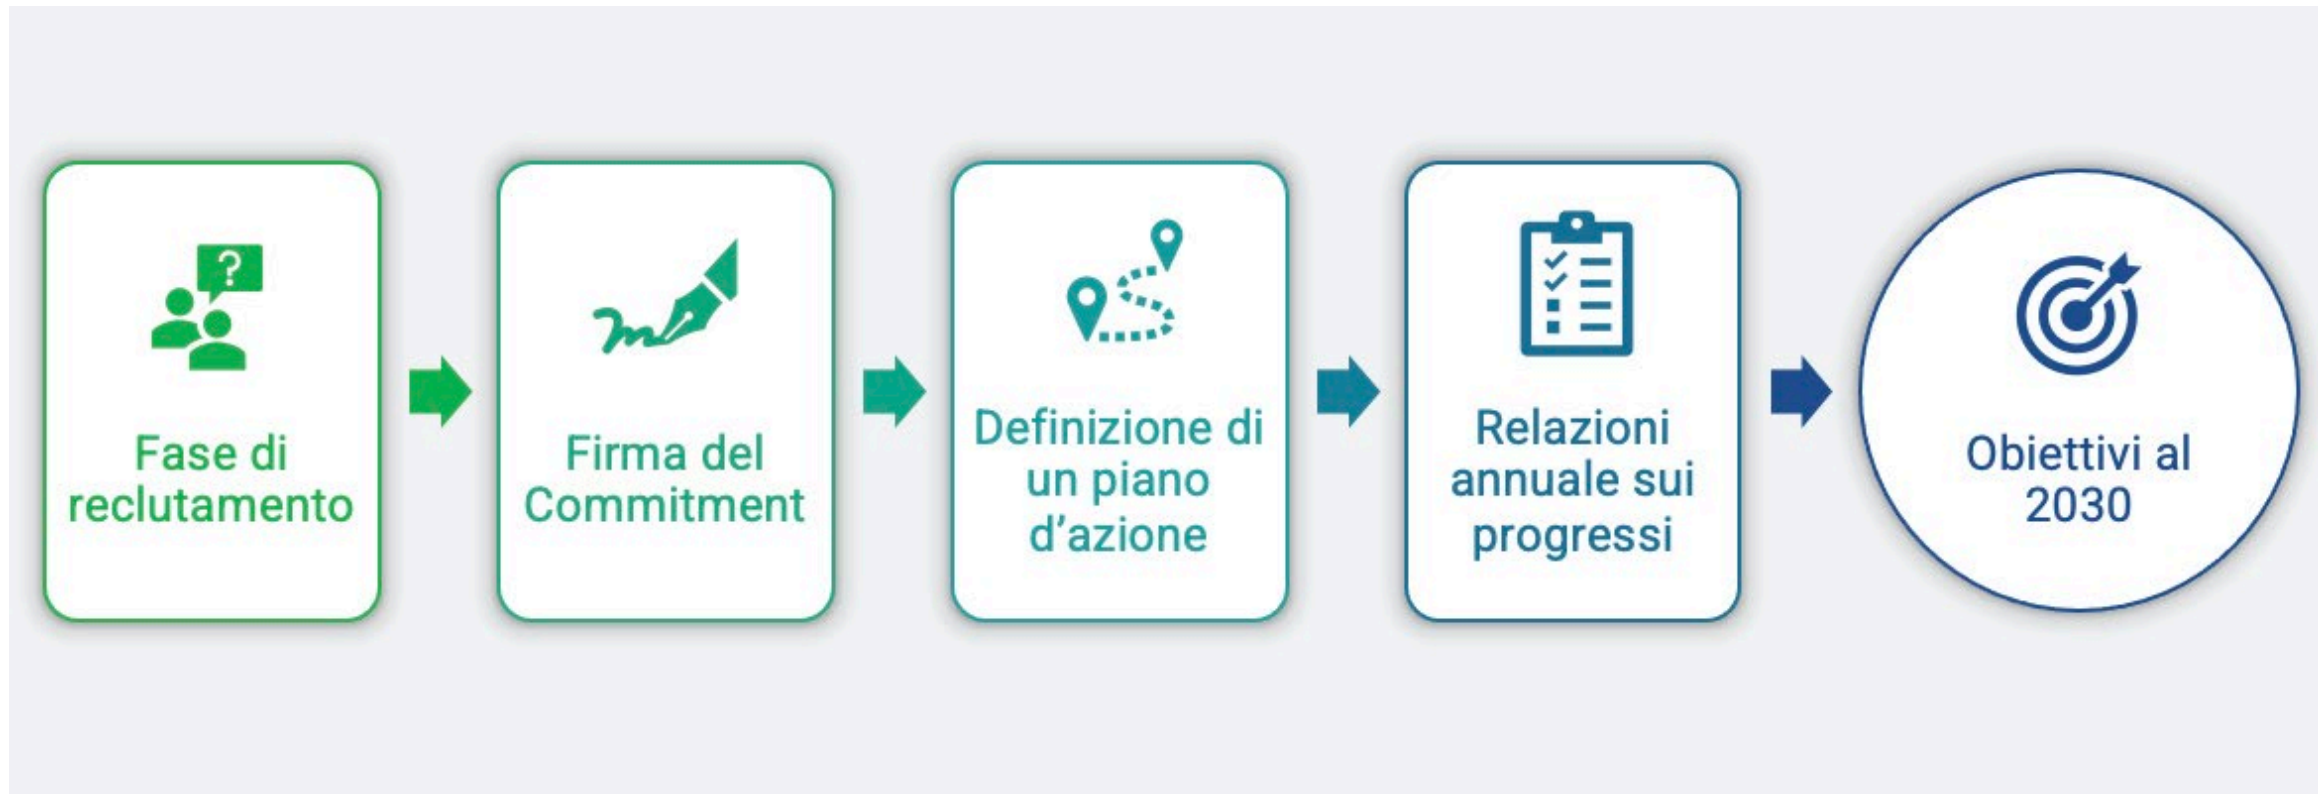 ?
Fase di
reclutamento
Firma del
Commitment
Definizione di
un piano
d’azione
Relazioni
annuale sui
progressi
Obiettivi al
2030